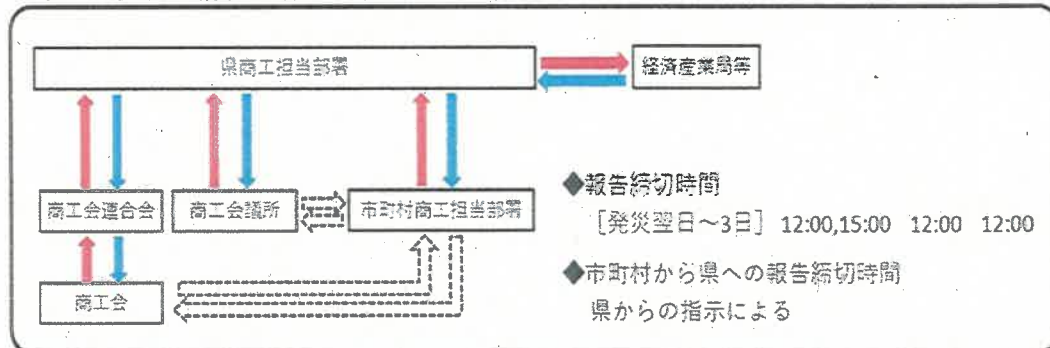 県商工担当部署
経済産業局等
商工会連合会
商工会議所
市町村商工担当部署
商工会
◆報告締切時間
［発災翌日～3日］ 12:00,15:00 12:00 12:00
◆市町村から県への報告締切時間
県からの指示による